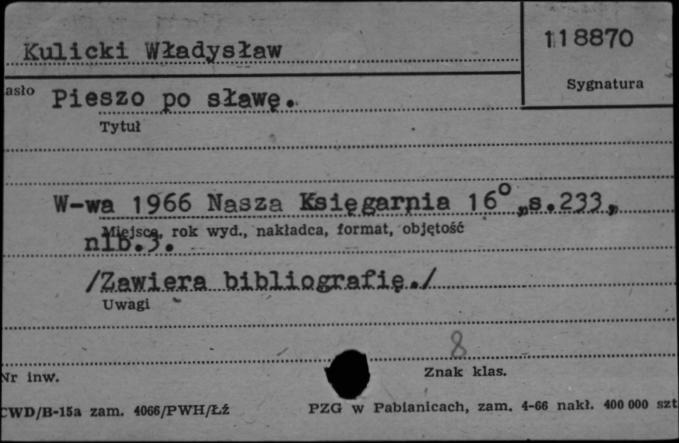 Kulicki Władysław
118870
Sygnatura
asło Pieszo po sławę.
Tytuł
W-wa 1966 Nasza Księgarnia 16° „s.233,
Miejsce, rok wyd., nakładca, format, objętość
nlb.3.
/Zawiera bibliografię./
Uwagi
8
Nr inw.
Znak klas.
CWD/B-15a zam. 4066/PWH/Łź
PZG w Pabianicach, zam. 4-66 nakł. 400 000 szt